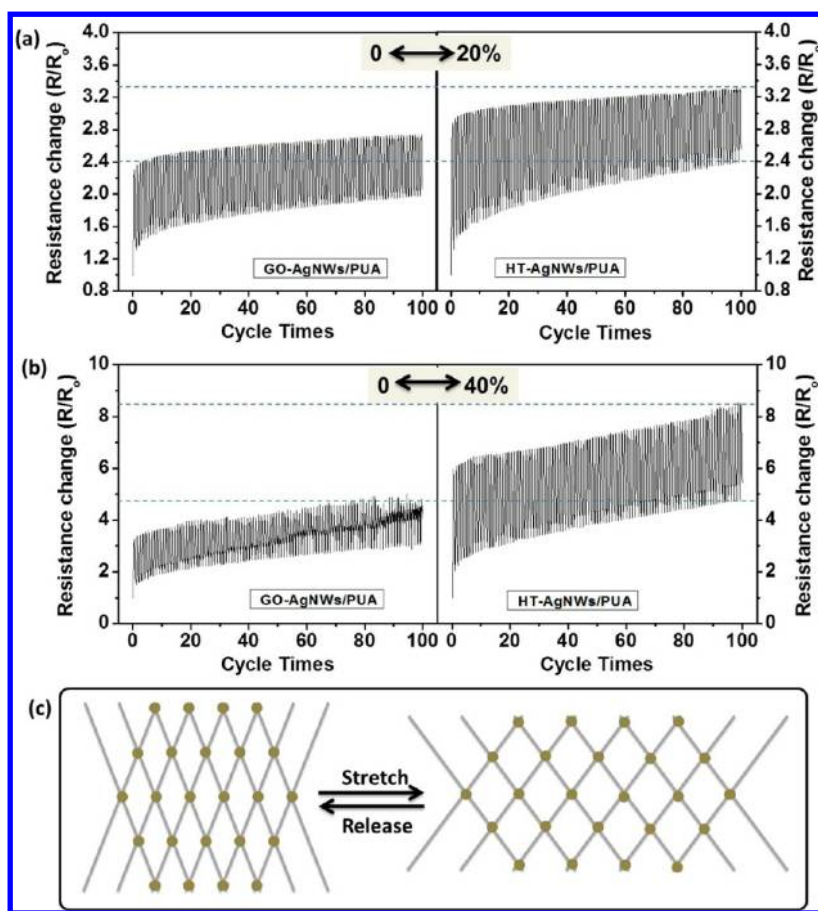 (a)
0 20%
Resistance change (R/Ro)
4.0
3.6
3.2
2.8
2.4
2.0
1.6
1.2
0.8
GO-AgNWs/PUA
HT-AgNWs/PUA
4.0
3.6
3.2
2.8
2.4
2.0
1.6
1.2
0.8
Resistance change (R/Ro)
0 20 40 60 80 100
0 20 40 60 80 100
Cycle Times
Cycle Times
(b)
0 40%
Resistance change (R/Ro)
10
8
6
4
2
0
GO-AgNWs/PUA
HT-AgNWs/PUA
10
8
6
4
2
0
Resistance change (R/Ro)
0 20 40 60 80 100
0 20 40 60 80 100
Cycle Times
Cycle Times
(c)
Stretch
Release